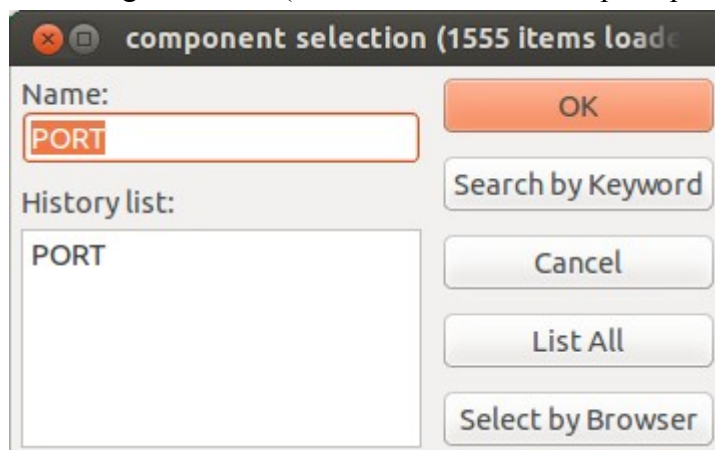 component selection (1555 items loade
Name:
PORT
History list:
PORT
OK
Search by Keyword
Cancel
List All
Select by Browser